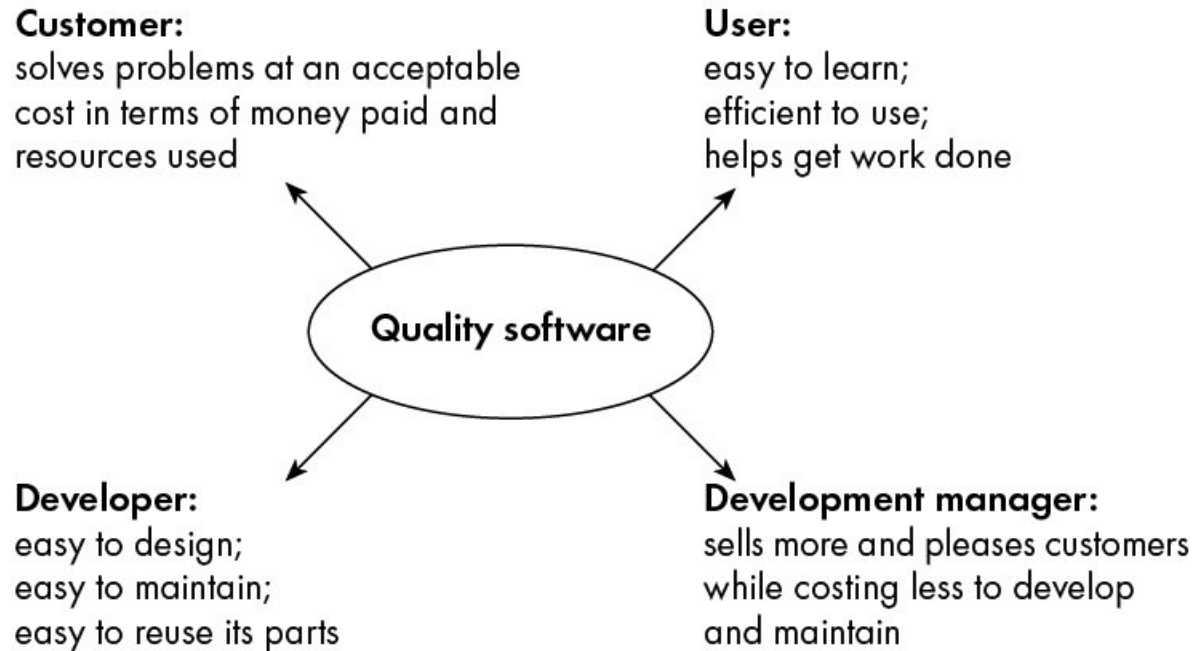 Customer:
solves problems at an acceptable
cost in terms of money paid and
resources used
User:
easy to learn;
efficient to use;
helps get work done
Quality software
Developer:
easy to design;
easy to maintain;
easy to reuse its parts
Development manager:
sells more and pleases customers
while costing less to develop
and maintain